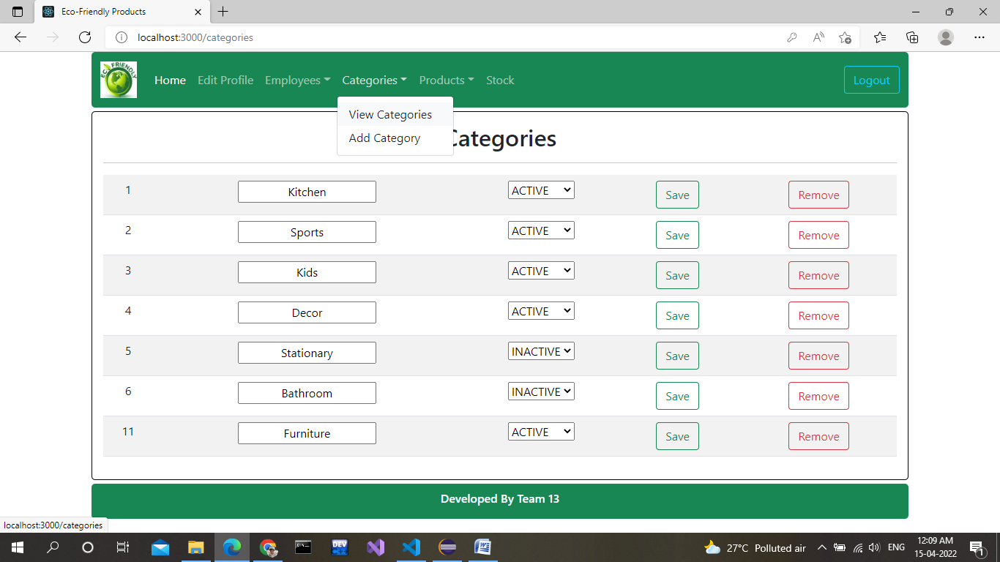 Eco-Friendly Products
localhost:3000/categories
ECO FRIENDLY
Home Edit Profile Employees Categories Products Stock Logout
View Categories
Add Category
Categories
1 Kitchen ACTIVE Save Remove
2 Sports ACTIVE Save Remove
3 Kids ACTIVE Save Remove
4 Decor ACTIVE Save Remove
5 Stationary INACTIVE Save Remove
6 Bathroom INACTIVE Save Remove
11 Furniture ACTIVE Save Remove
Developed By Team 13
localhost:3000/categories
DEV
27°C Polluted air ENG 12:09 AM
15-04-2022
1